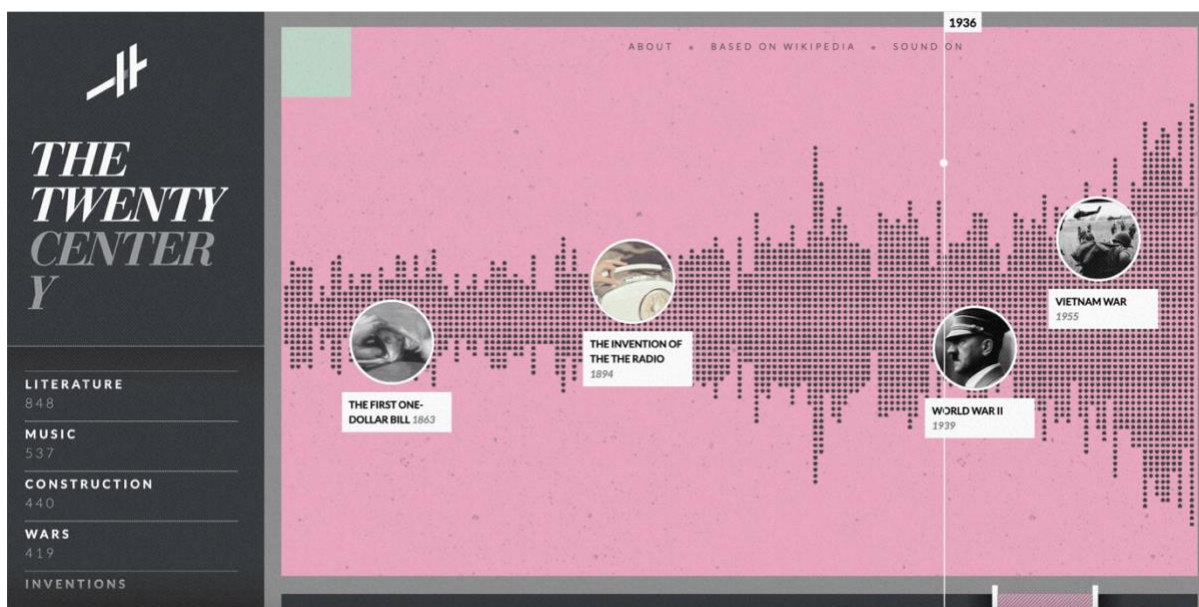 1936
ABOUT • BASED ON WIKIPEDIA • SOUND ON
THE
TWENTY
CENTER
Y
LITERATURE
848
MUSIC
537
CONSTRUCTION
440
WARS
419
INVENTIONS
THE FIRST ONE-
DOLLAR BILL 1863
THE INVENTION OF
THE THE RADIO
1894
WORLD WAR II
1939
VIETNAM WAR
1955